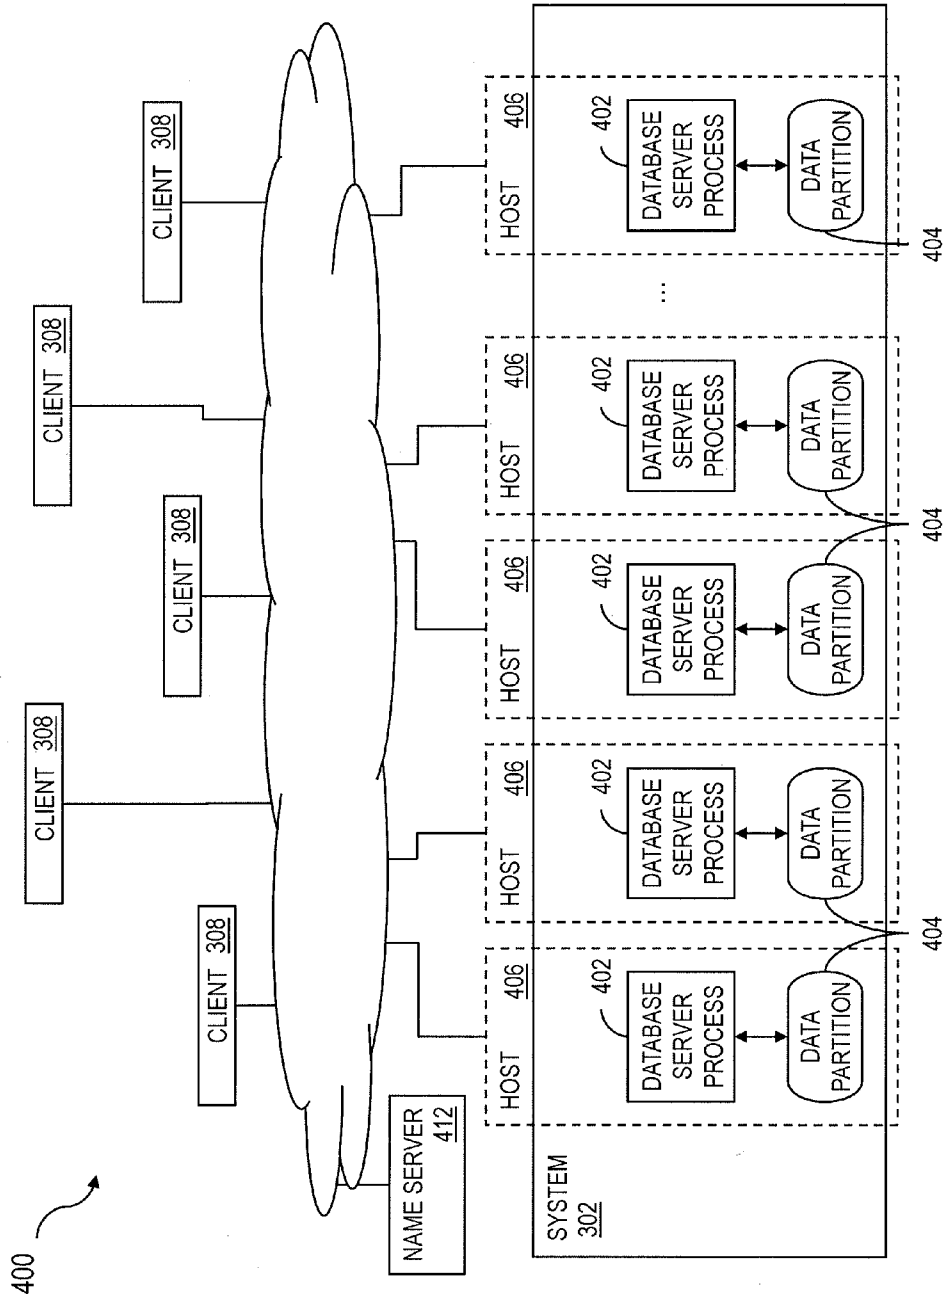 400
CLIENT 308
CLIENT 308
CLIENT 308
CLIENT 308
CLIENT 308
NAME SERVER
412
SYSTEM
302
HOST 406
402
DATABASE
SERVER
PROCESS
DATA
PARTITION
HOST 406
402
DATABASE
SERVER
PROCESS
DATA
PARTITION
HOST 406
402
DATABASE
SERVER
PROCESS
DATA
PARTITION
HOST 406
402
DATABASE
SERVER
PROCESS
DATA
PARTITION
...
HOST 406
402
DATABASE
SERVER
PROCESS
DATA
PARTITION
404
404
404